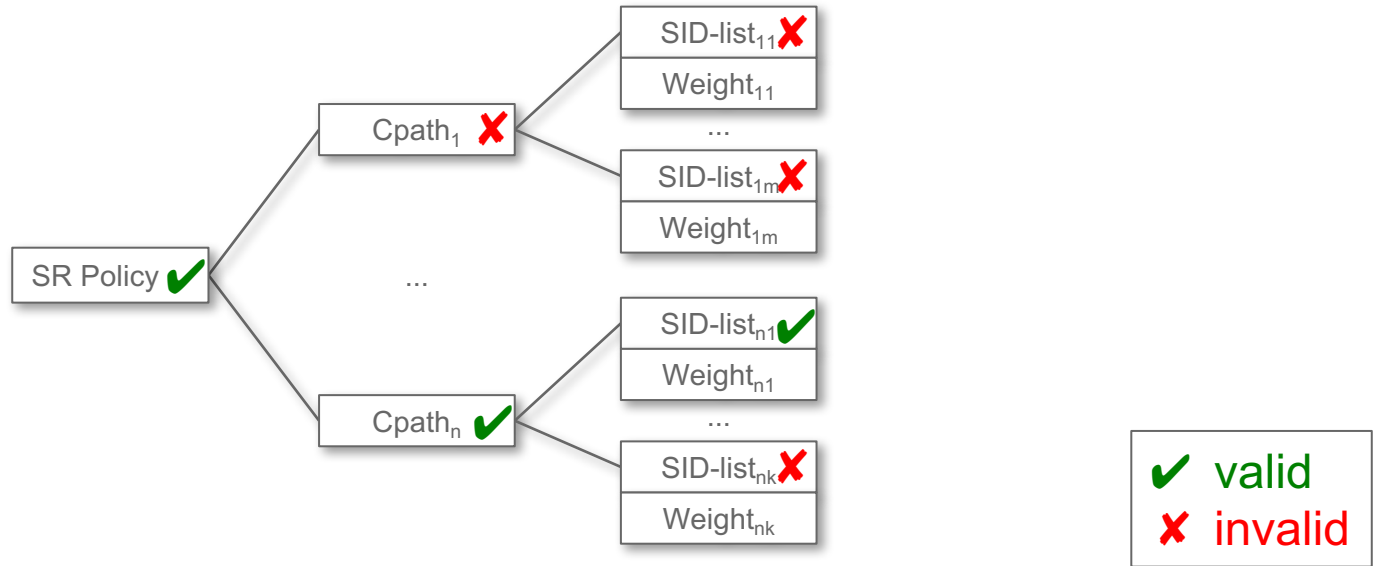 SID-list₁₁ ✘
Weight₁₁
...
Cpath₁ ✘
SID-list₁ₘ ✘
Weight₁ₘ
SR Policy ✔
...
SID-listₙ₁ ✔
Weightₙ₁
...
Cpathₙ ✔
SID-listₙₖ ✘
Weightₙₖ
✔ valid
✘ invalid